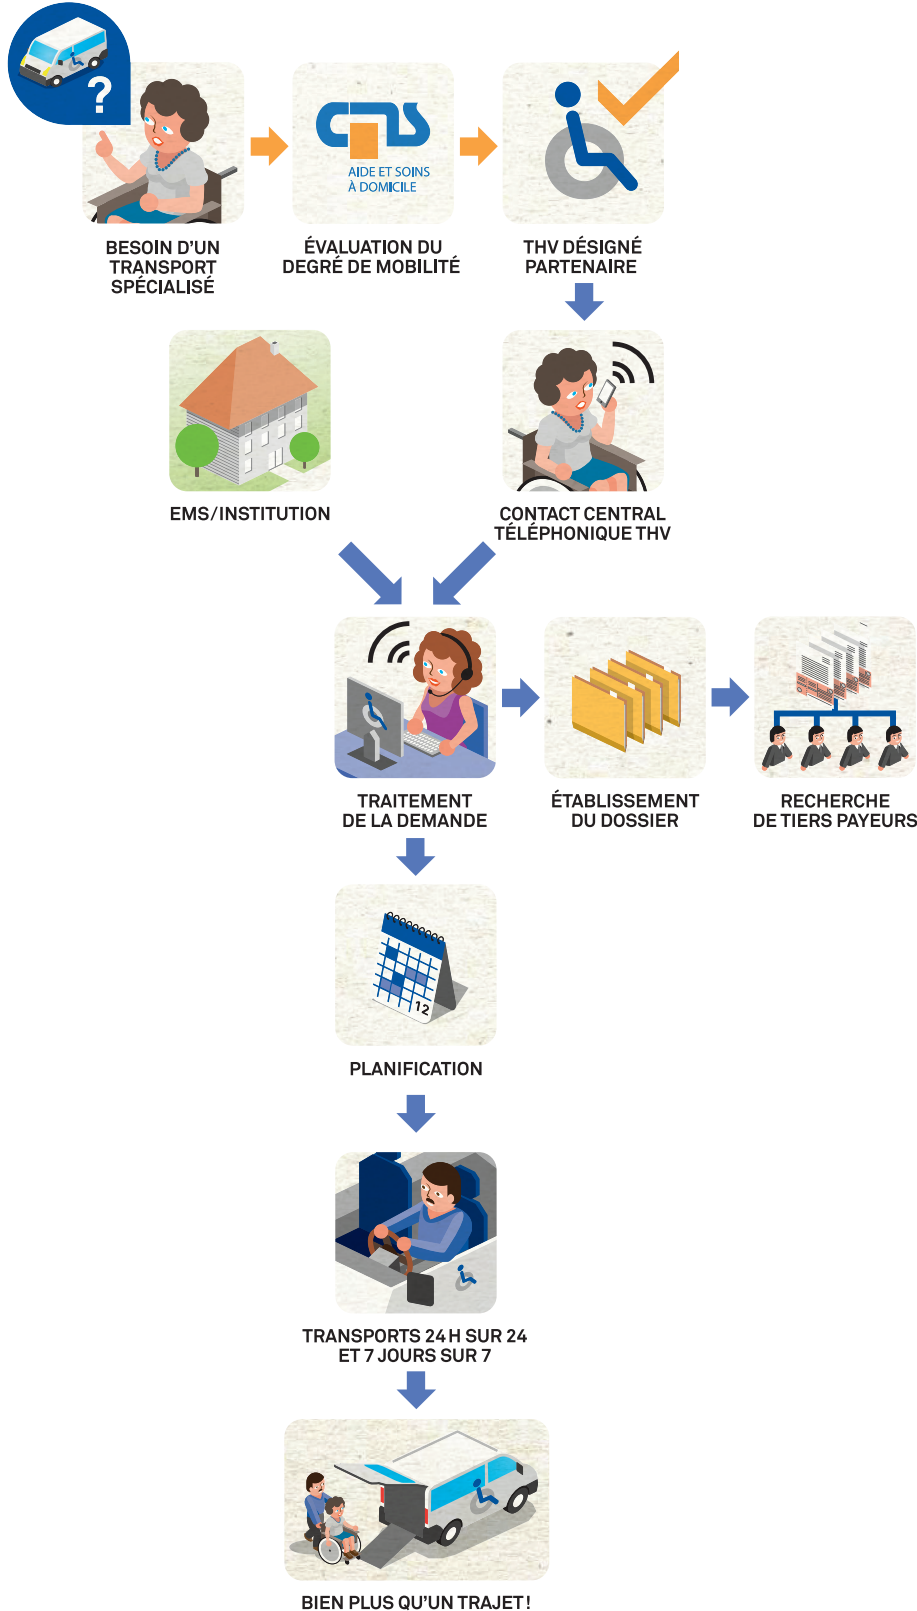 ?
cms
AIDE ET SOINS
À DOMICILE
BESOIN D'UN
TRANSPORT
SPÉCIALISÉ
ÉVALUATION DU
DEGRÉ DE MOBILITÉ
THV DÉSIGNÉ
PARTENAIRE
EMS/INSTITUTION
CONTACT CENTRAL
TÉLÉPHONIQUE THV
TRAITEMENT
DE LA DEMANDE
ÉTABLISSEMENT
DU DOSSIER
RECHERCHE
DE TIERS PAYEURS
12
PLANIFICATION
TRANSPORTS 24H SUR 24
ET 7 JOURS SUR 7
BIEN PLUS QU'UN TRAJET!